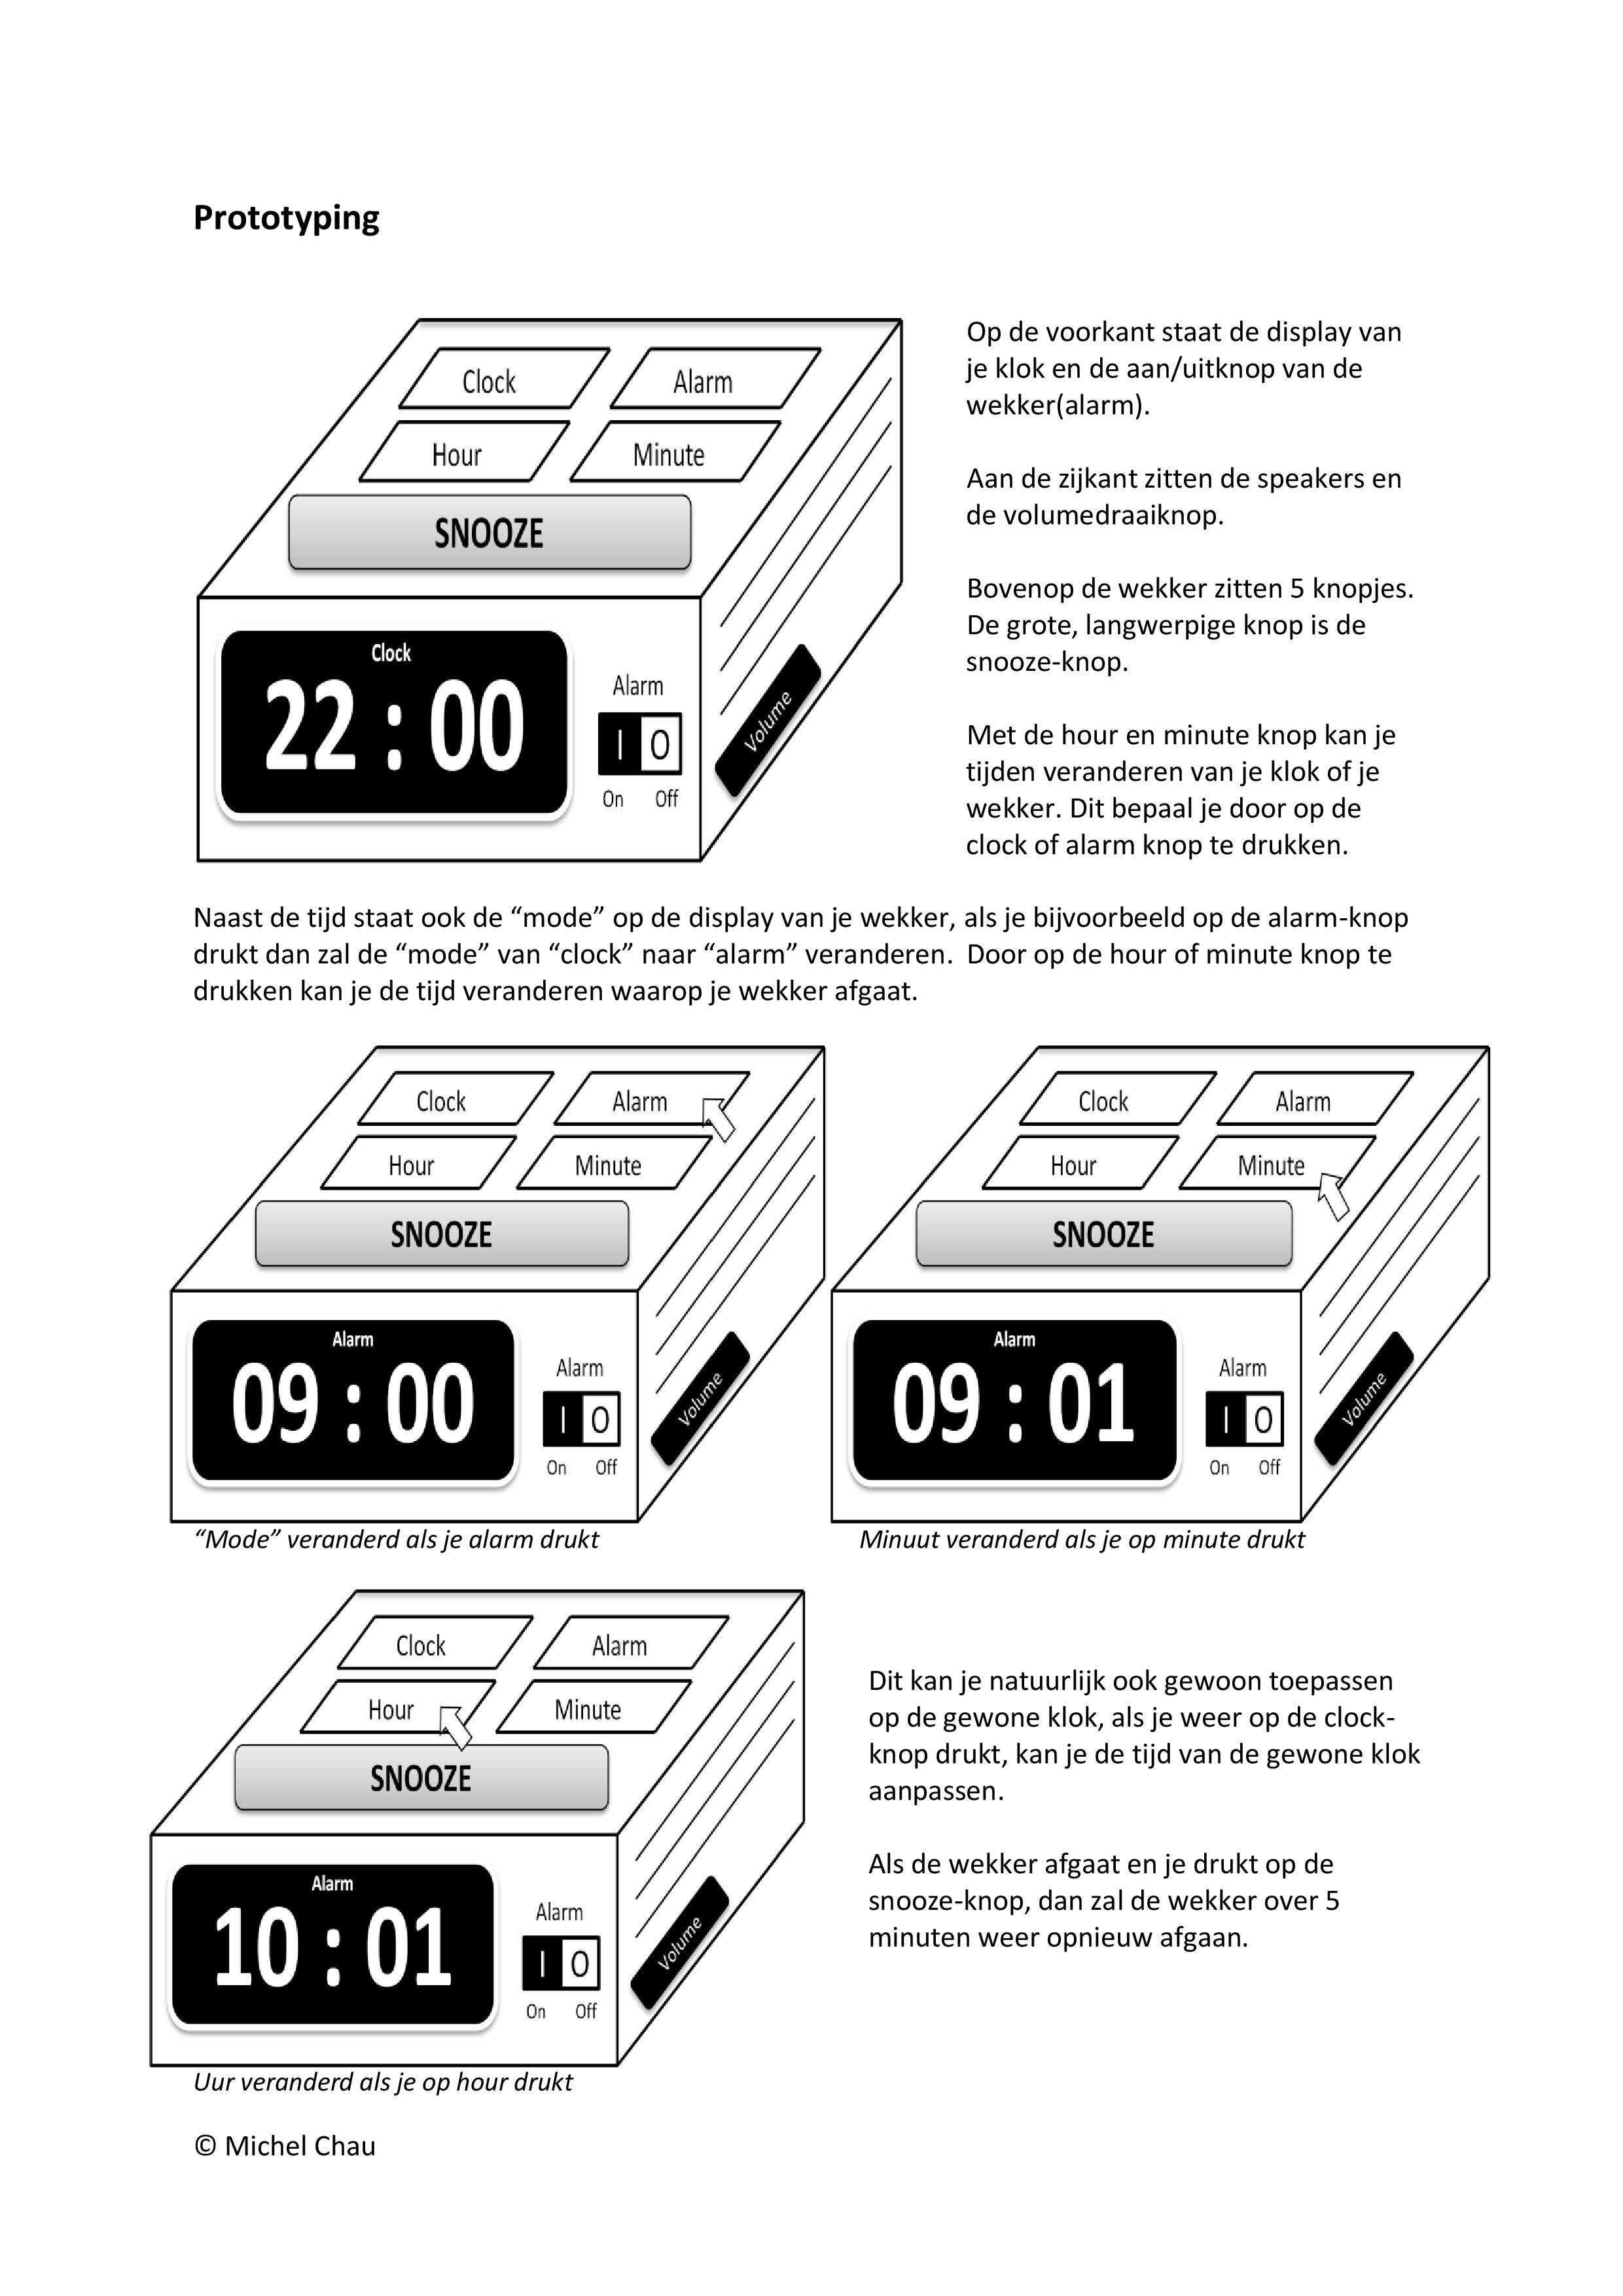 Prototyping
Clock
Alarm
Hour
Minute
SNOOZE
Clock
22 : 00
Alarm
I O
On Off
Volume
Op de voorkant staat de display van
je klok en de aan/uitknop van de
wekker(alarm).
Aan de zijkant zitten de speakers en
de volumedraaiknop.
Bovenop de wekker zitten 5 knopjes.
De grote, langwerpige knop is de
snooze-knop.
Met de hour en minute knop kan je
tijden veranderen van je klok of je
wekker. Dit bepaal je door op de
clock of alarm knop te drukken.
Naast de tijd staat ook de “mode” op de display van je wekker, als je bijvoorbeeld op de alarm-knop
drukt dan zal de “mode” van “clock” naar “alarm” veranderen.  Door op de hour of minute knop te
drukken kan je de tijd veranderen waarop je wekker afgaat.
Clock
Alarm
Hour
Minute
SNOOZE
Alarm
09 : 00
Alarm
I O
On Off
Volume
“Mode” veranderd als je alarm drukt
Clock
Alarm
Hour
Minute
SNOOZE
Alarm
09 : 01
Alarm
I O
On Off
Volume
Minuut veranderd als je op minute drukt
Clock
Alarm
Hour
Minute
SNOOZE
Alarm
10 : 01
Alarm
I O
On Off
Volume
Uur veranderd als je op hour drukt
Dit kan je natuurlijk ook gewoon toepassen
op de gewone klok, als je weer op de clock-
knop drukt, kan je de tijd van de gewone klok
aanpassen.
Als de wekker afgaat en je drukt op de
snooze-knop, dan zal de wekker over 5
minuten weer opnieuw afgaan.
© Michel Chau